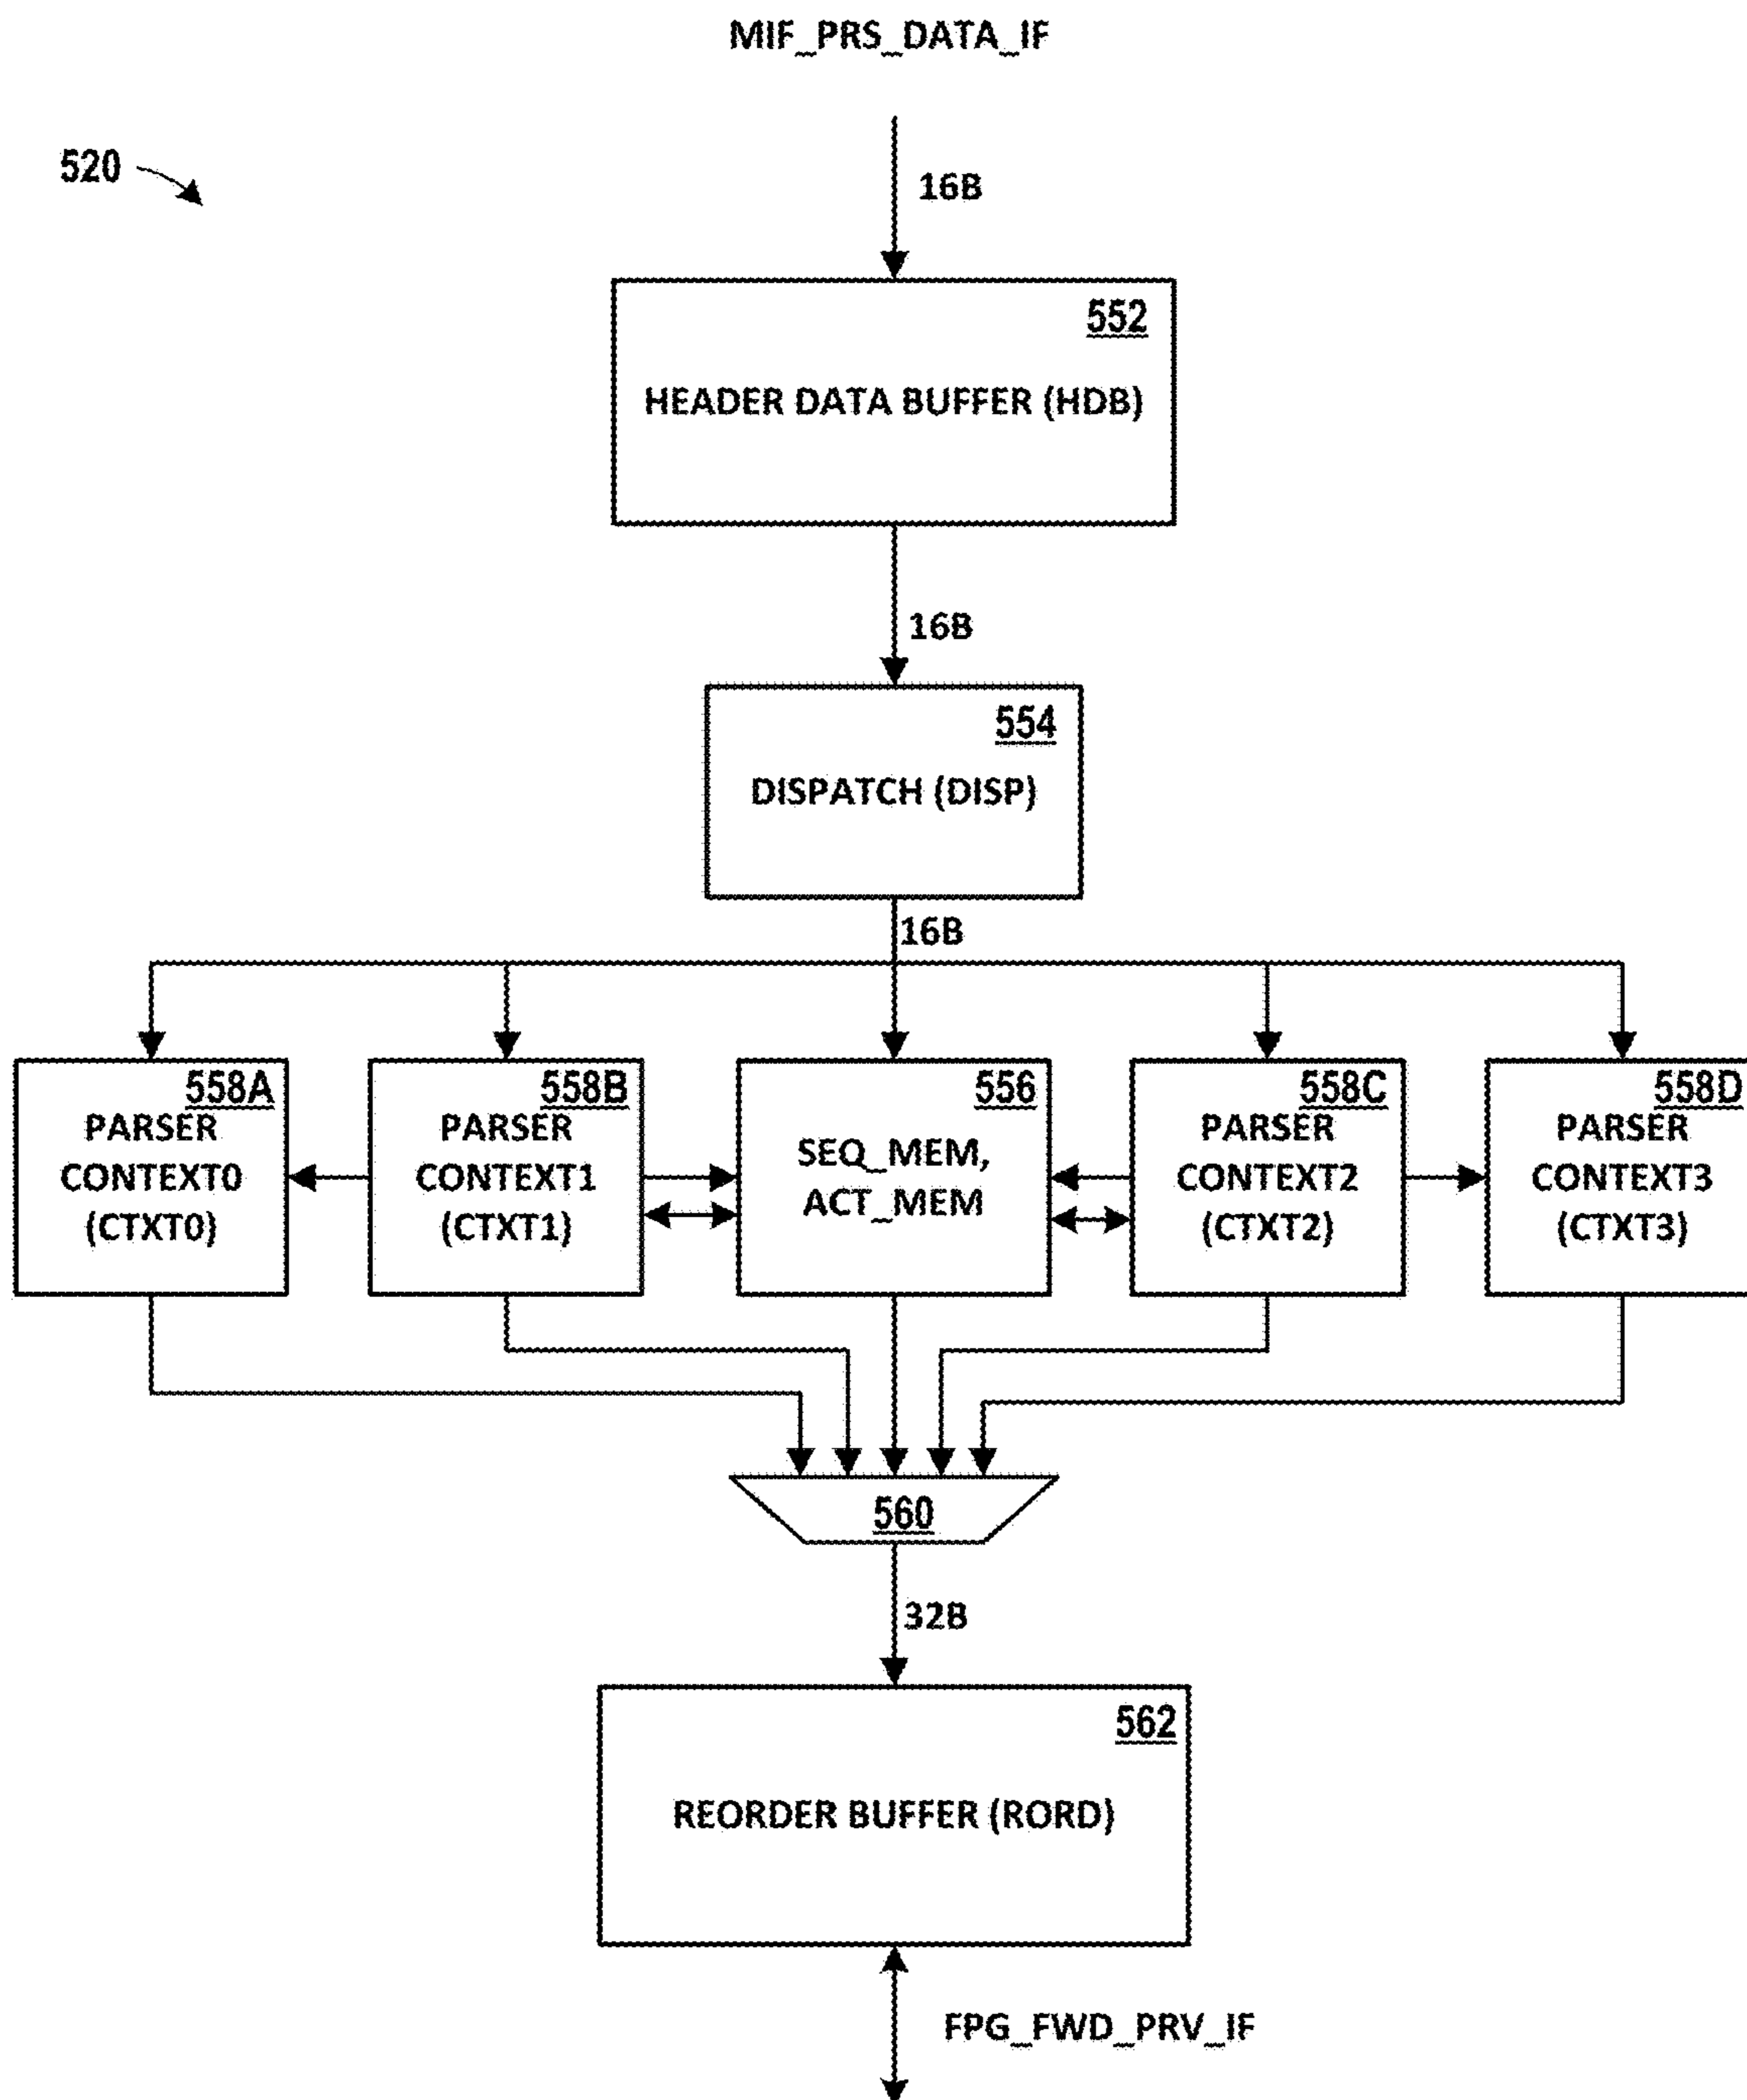 MIF_PRS_DATA_IF
520
16B
552
HEADER DATA BUFFER (HDB)
16B
554
DISPATCH (DISP)
16B
558A
PARSER
CONTEXT0
(CTXT0)
558B
PARSER
CONTEXT1
(CTXT1)
556
SEQ_MEM,
ACT_MEM
558C
PARSER
CONTEXT2
(CTXT2)
558D
PARSER
CONTEXT3
(CTXT3)
560
32B
562
REORDER BUFFER (RORD)
FPG_FWD_PRV_IF